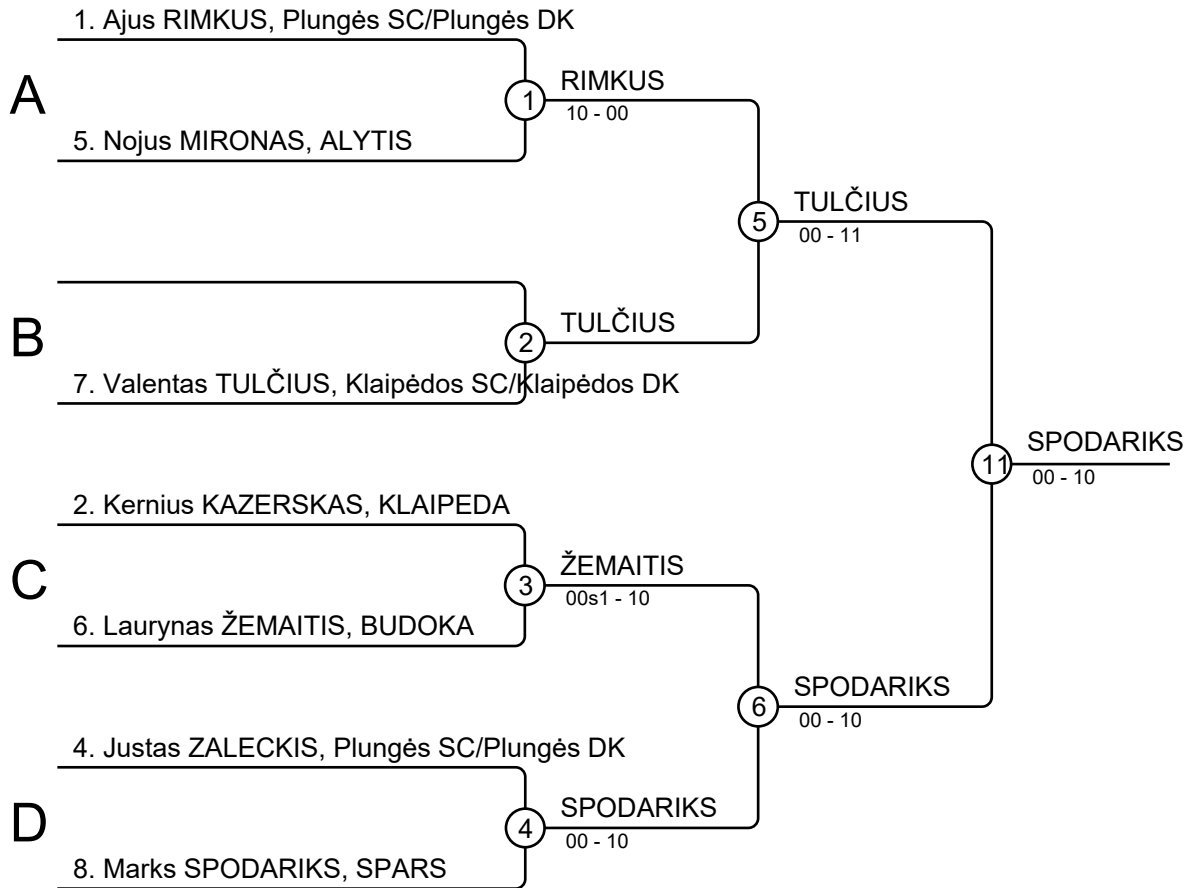 1. Ajus RIMKUS, Plungės SC/Plungės DK
A
1
RIMKUS
10 - 00
5. Nojus MIRONAS, ALYTIS
5
TULČIUS
00 - 11
B
2
TULČIUS
7. Valentas TULČIUS, Klaipėdos SC/Klaipėdos DK
11
SPODARIKS
00 - 10
2. Kernius KAZERSKAS, KLAIPEDA
C
3
ŽEMAITIS
00s1 - 10
6. Laurynas ŽEMAITIS, BUDOKA
6
SPODARIKS
00 - 10
4. Justas ZALECKIS, Plungės SC/Plungės DK
D
4
SPODARIKS
00 - 10
8. Marks SPODARIKS, SPARS